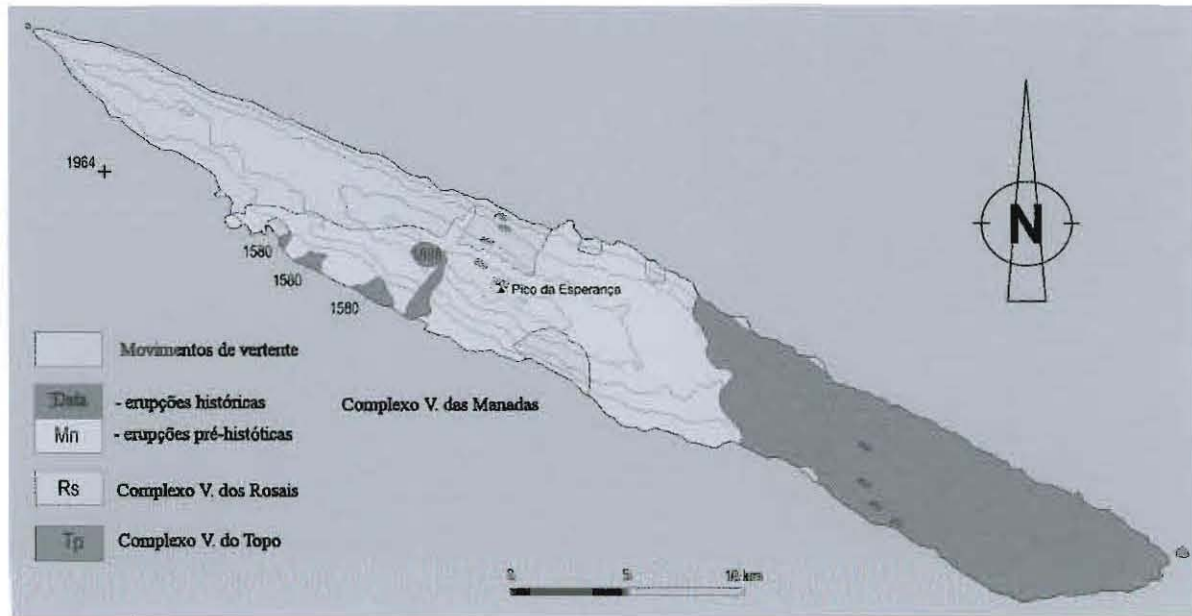 1964
N
1580
1580
1580
Pico da Esperança
Movimentos de vertente
Data - erupções históricas
Complexo V. das Manadas
Mn - erupções pré-históticas
Rs Complexo V. dos Rosais
Tp Complexo V. do Topo
0 5 10 km